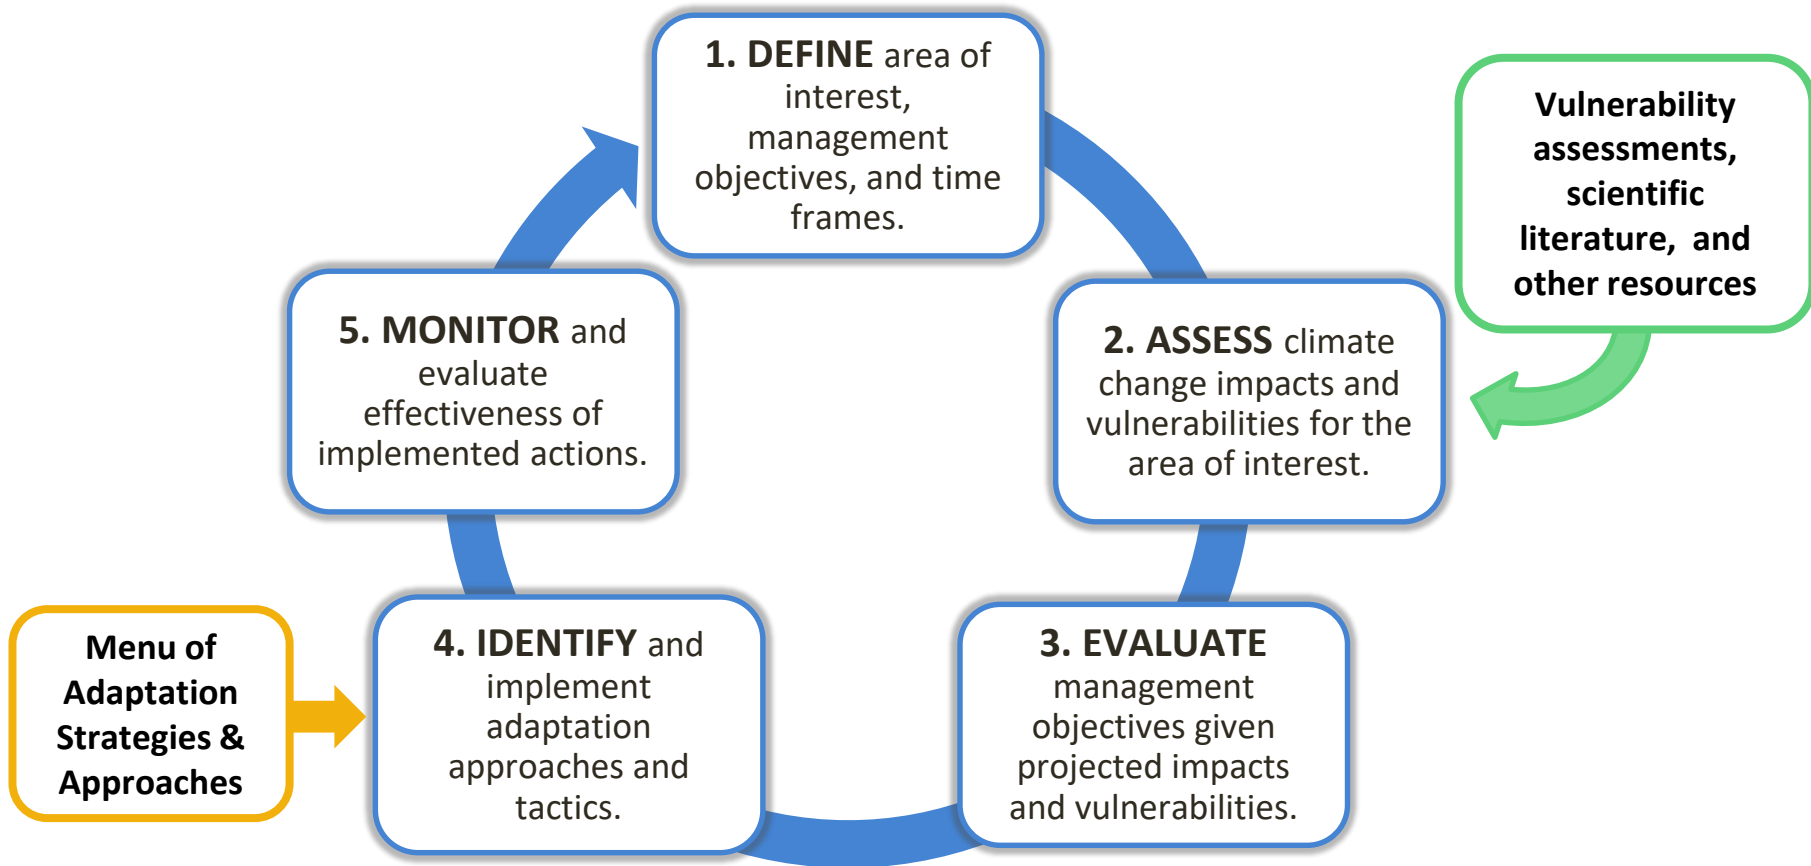 1. DEFINE area of
interest,
management
objectives, and time
frames.
Vulnerability
assessments,
scientific
literature, and
other resources
2. ASSESS climate
change impacts and
vulnerabilities for the
area of interest.
3. EVALUATE
management
objectives given
projected impacts
and vulnerabilities.
4. IDENTIFY and
implement
adaptation
approaches and
tactics.
Menu of
Adaptation
Strategies &
Approaches
5. MONITOR and
evaluate
effectiveness of
implemented actions.